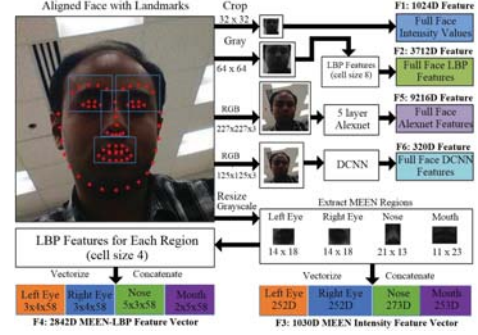 Aligned Face with Landmarks
Crop
32 x 32
Gray
64 x 64
RGB
227x227x3
RGB
125x125x3
Resize
Grayscale
LBP Features
(cell size 8)
5 layer
Alexnet
DCNN
F1: 1024D Feature
Full Face
Intensity Values
F2: 3712D Feature
Full Face LBP
Features
F5: 9216D Feature
Full Face
Alexnet Features
F6: 320D Feature
Full Face DCNN
Features
Extract MEEN Regions
Left Eye Right Eye Nose Mouth
14 x 18 14 x 18 21 x 13 11 x 23
LBP Features for Each Region
(cell size 4)
Vectorize Concatenate
Left Eye Right Eye Nose Mouth
3x4x58 3x4x58 5x3x58 2x5x58
F4: 2842D MEEN-LBP Feature Vector
Vectorize Concatenate
Left Eye Right Eye Nose Mouth
252D 252D 273D 253D
F3: 1030D MEEN Intensity Feature Vector